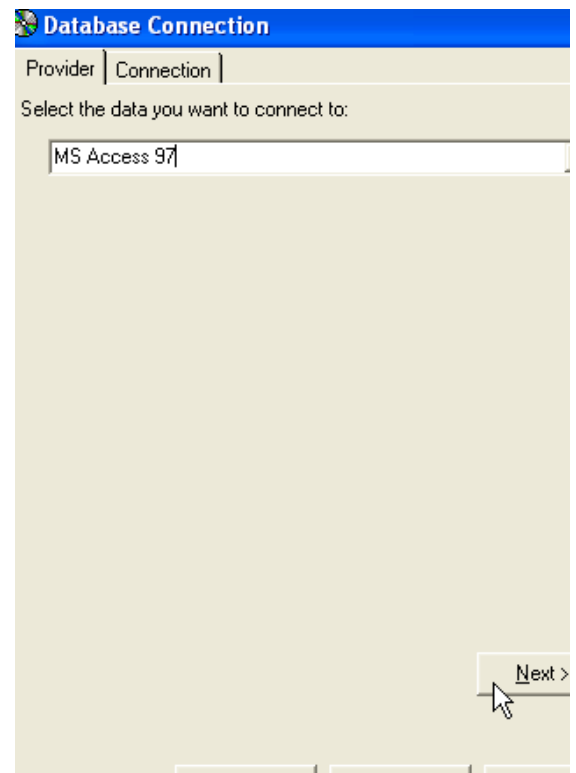 Database Connection
Provider Connection
Select the data you want to connect to:
MS Access 97
Next >